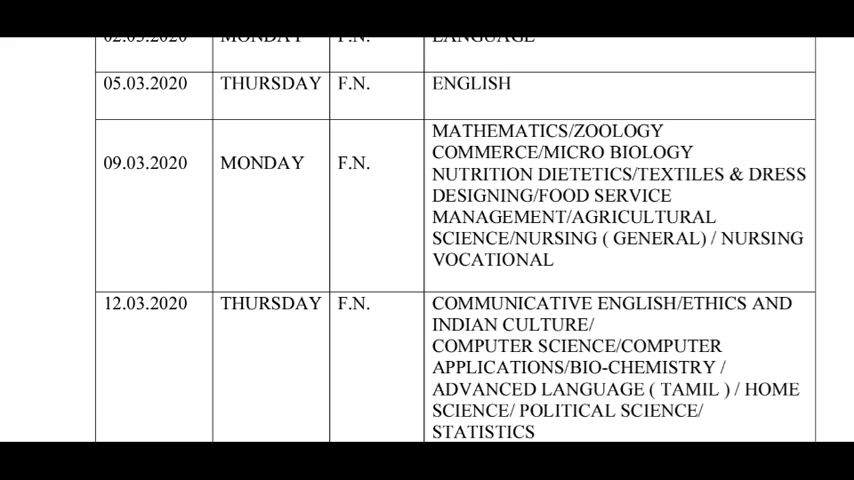 02.03.2020 MONDAY F.N. LANGUAGE
05.03.2020 THURSDAY F.N. ENGLISH
MATHEMATICS/ZOOLOGY
COMMERCE/MICRO BIOLOGY
09.03.2020 MONDAY F.N.
NUTRITION DIETETICS/TEXTILES & DRESS
DESIGNING/FOOD SERVICE
MANAGEMENT/AGRICULTURAL
SCIENCE/NURSING ( GENERAL) / NURSING
VOCATIONAL
12.03.2020 THURSDAY F.N. COMMUNICATIVE ENGLISH/ETHICS AND
INDIAN CULTURE/
COMPUTER SCIENCE/COMPUTER
APPLICATIONS/BIO-CHEMISTRY /
ADVANCED LANGUAGE ( TAMIL ) / HOME
SCIENCE/ POLITICAL SCIENCE/
STATISTICS